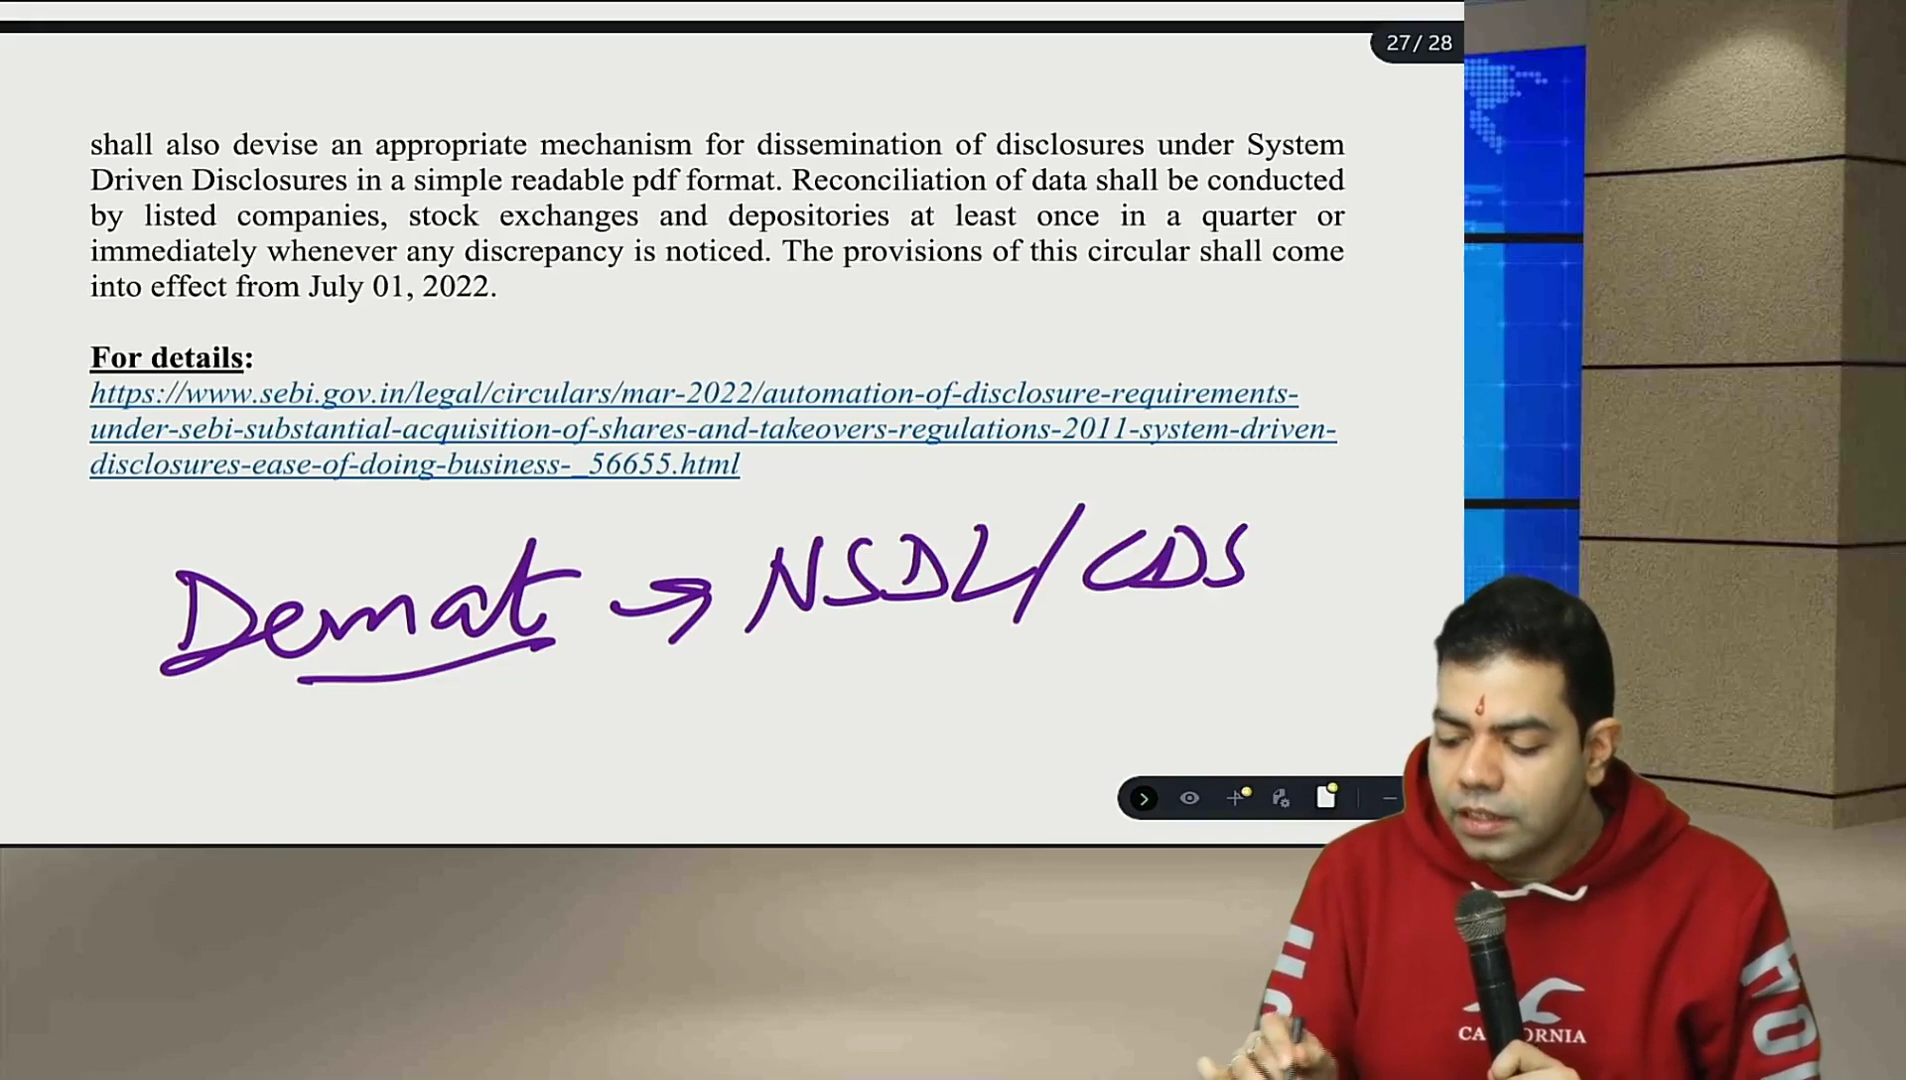 27/ 28
shall also devise an appropriate mechanism for dissemination of disclosures under System
Driven Disclosures in a simple readable pdf format. Reconciliation of data shall be conducted
by listed companies, stock exchanges and depositories at least once in a quarter or
immediately whenever any discrepancy is noticed. The provisions of this circular shall come
into effect from July 01, 2022.
For details:
https://www.sebi.gov.in/legal/circulars/mar-2022/automation-of-disclosure-requirements-
under-sebi-substantial-acquisition-of-shares-and-takeovers-regulations-2011-system-driven-
disclosures-ease-of-doing-business-_56655.html
Demat → NSDL/CDS